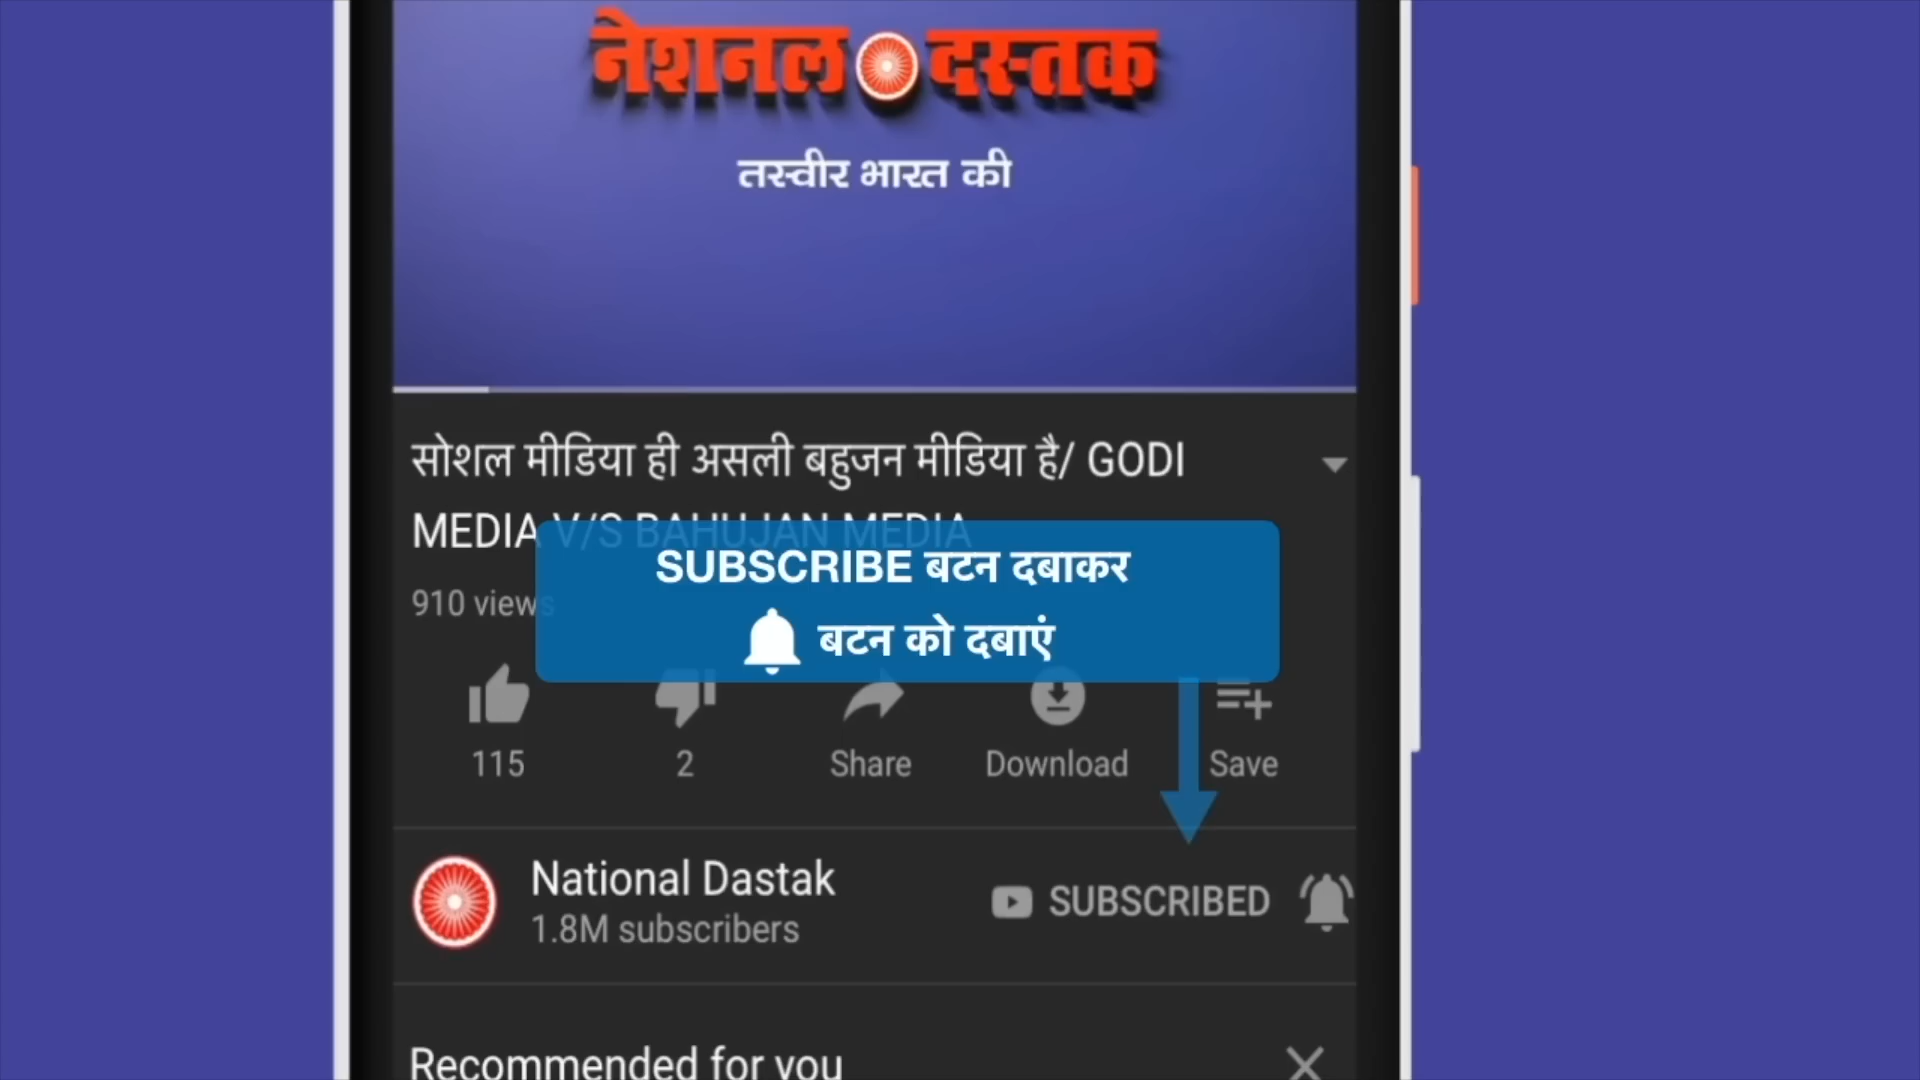 नेशनल दस्तक
तस्वीर भारत की
सोशल मीडिया ही असली बहुजन मीडिया है/ GODI
MEDIA V/S BAHUJAN MEDIA
SUBSCRIBE बटन दबाकर
बटन को दबाएं
910 views
115
2
Share
Download
Save
National Dastak
1.8M subscribers
SUBSCRIBED
Recommended for you